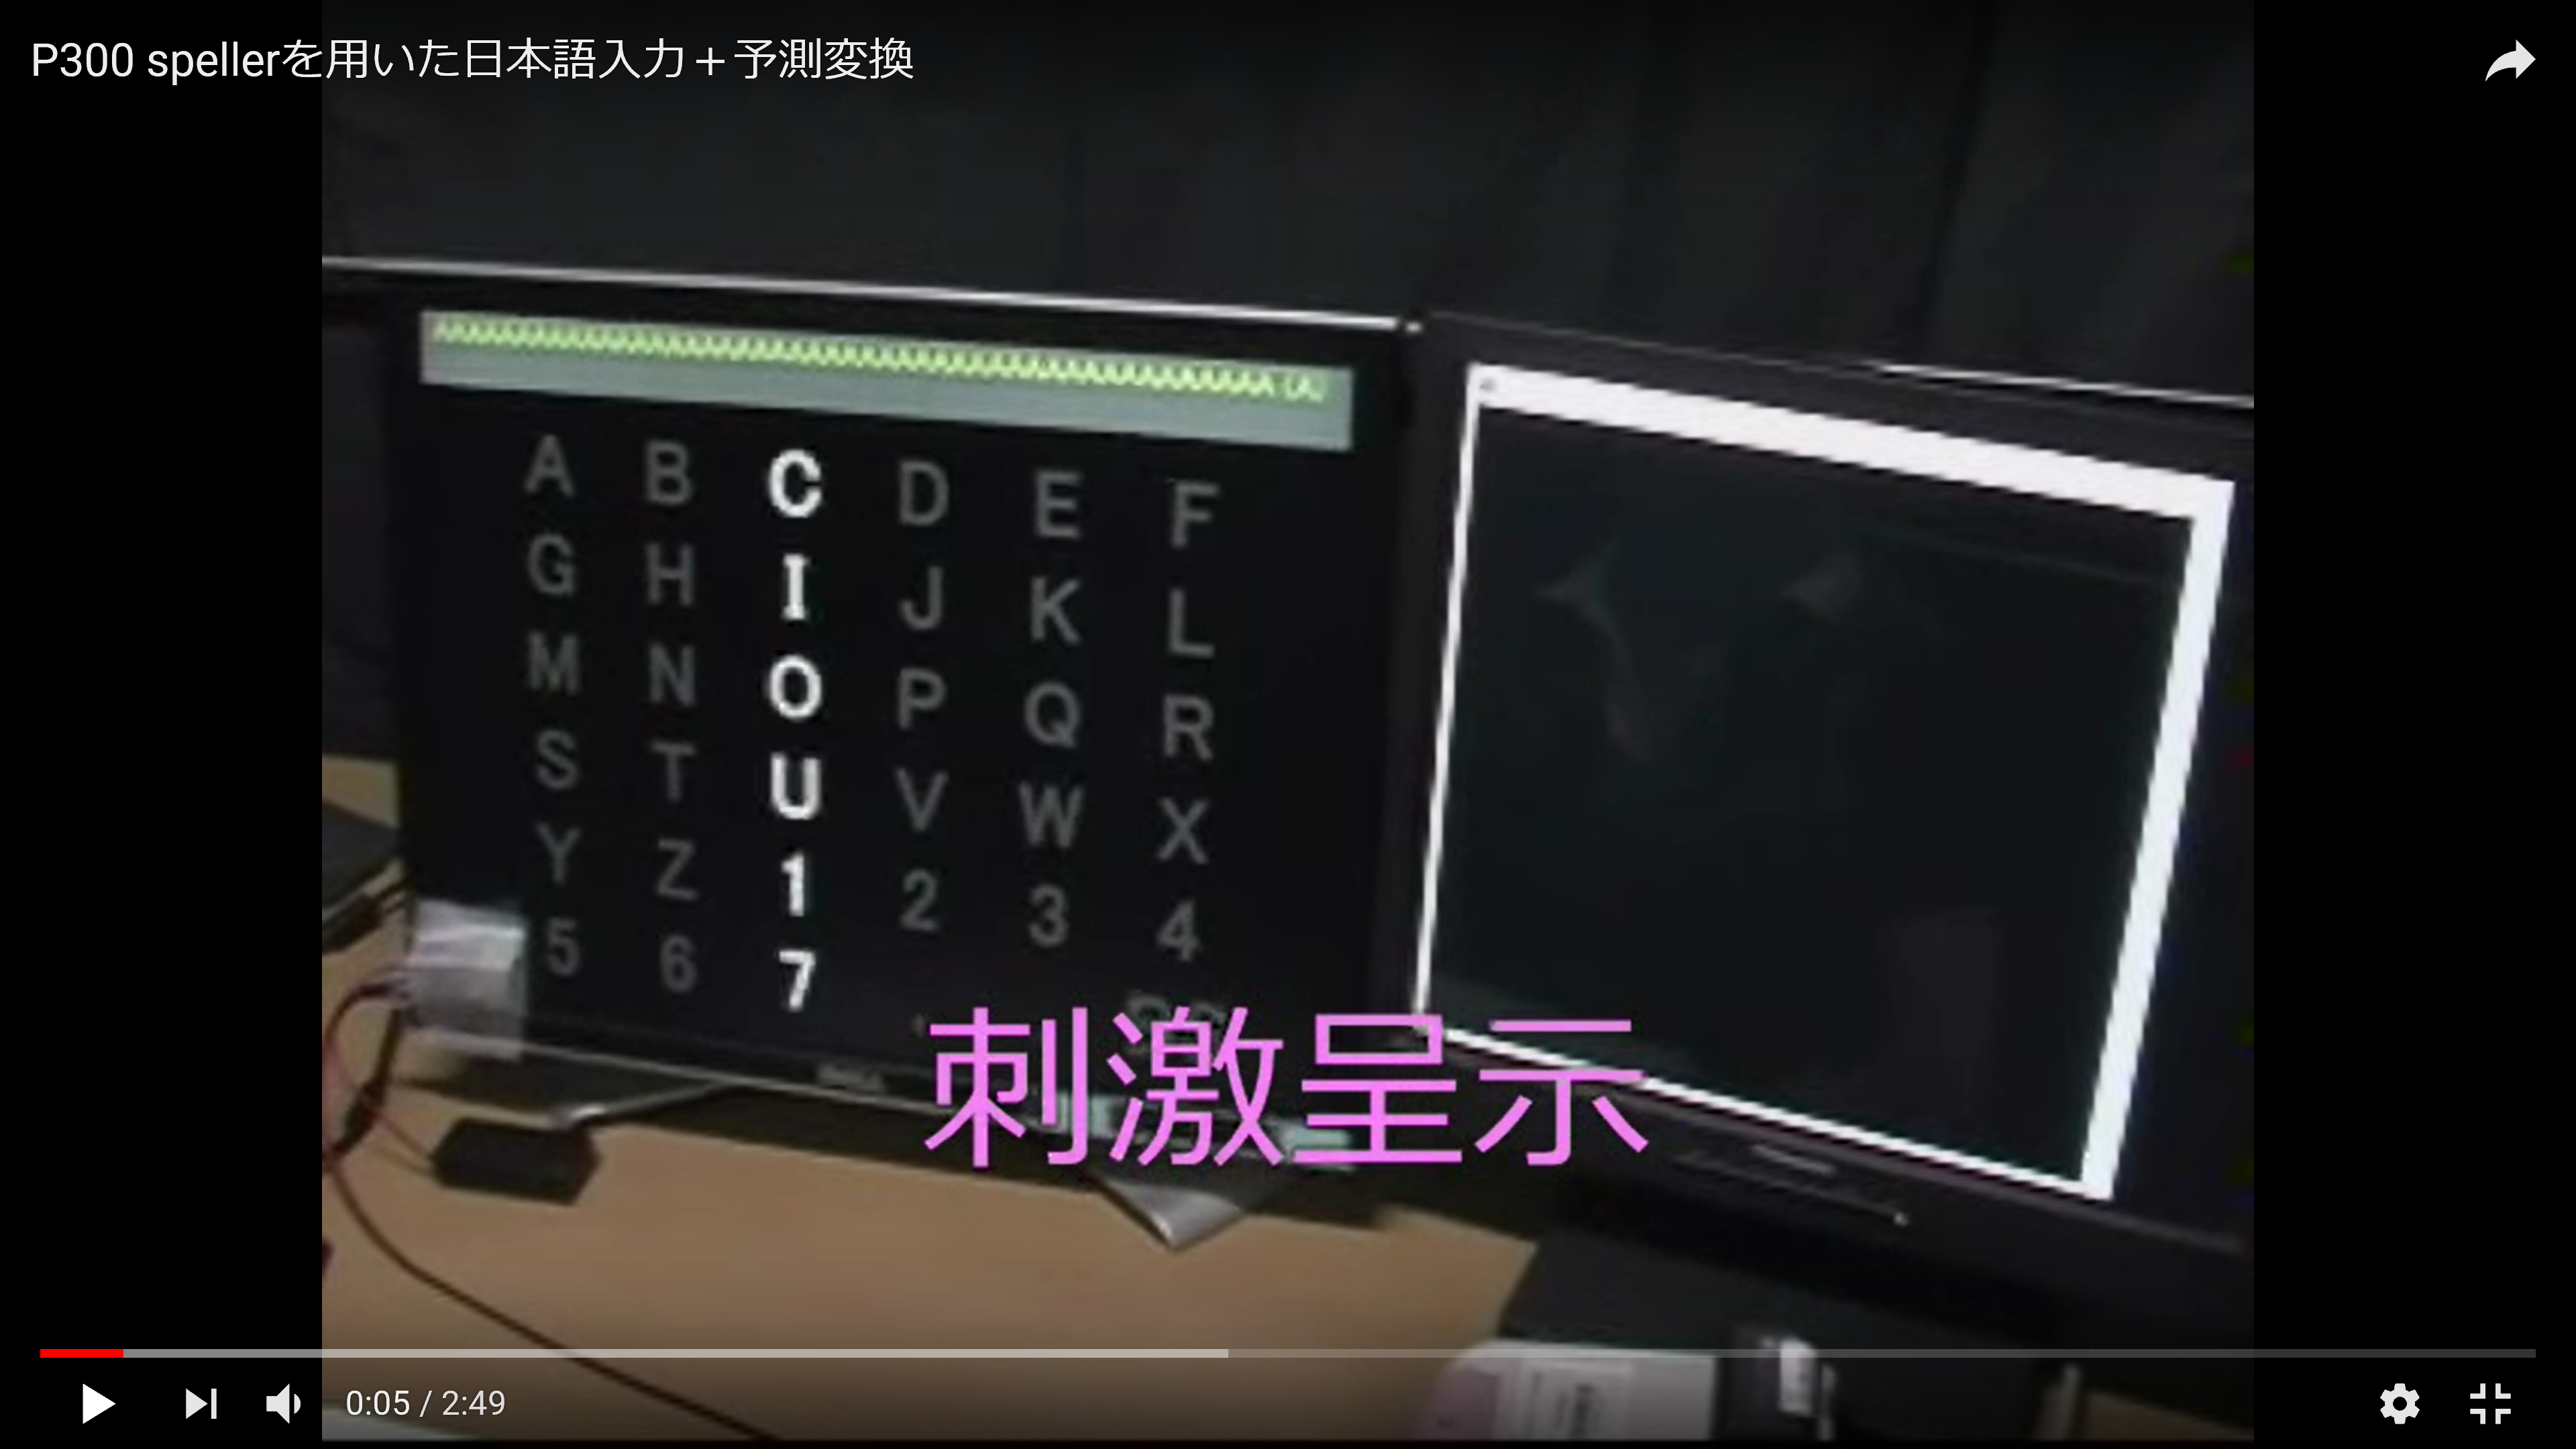 P300 spellerを用いた日本語入力＋予測変換
A B C D E F
G H I J K L
M N O P Q R
S T U V W X
Y Z 1 2 3 4
5 6 7
刺激呈示
0:05 / 2:49